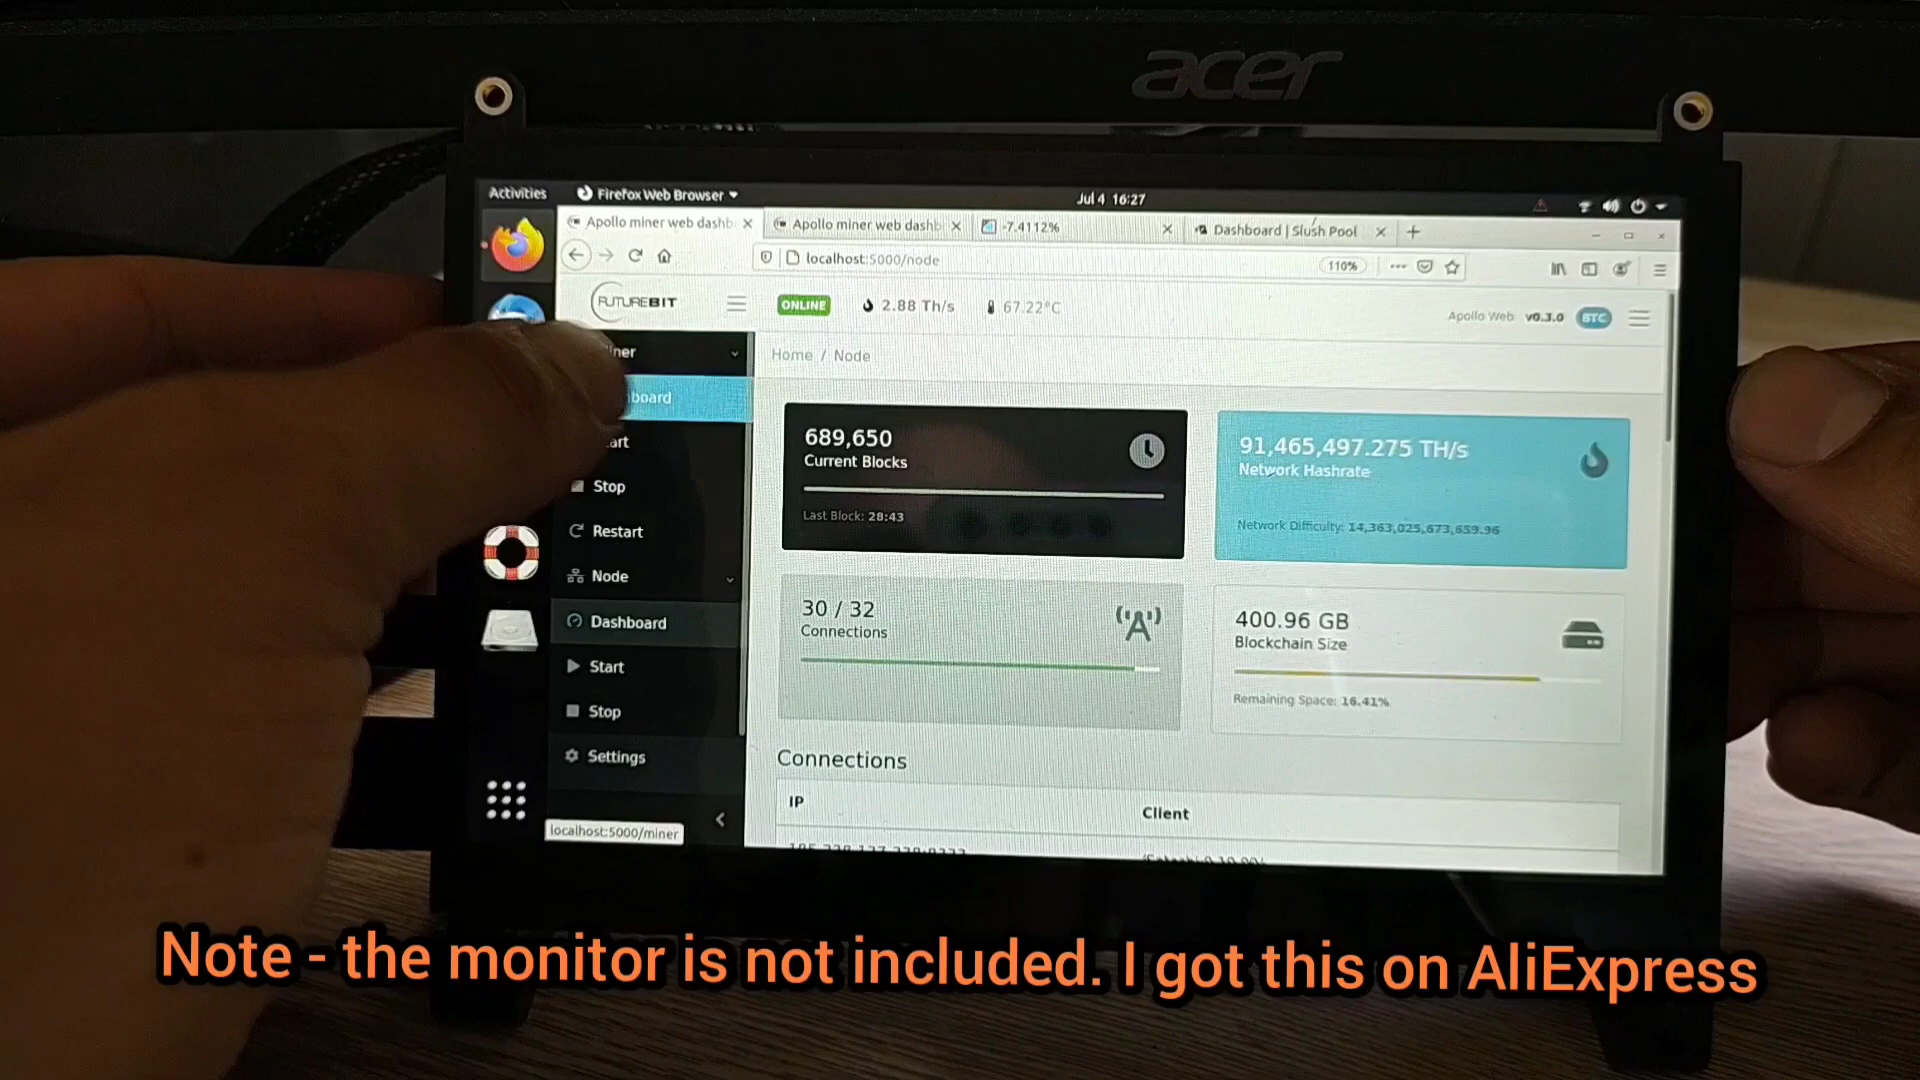 acer
Activities
Firefox Web Browser
Jul 4 16:27
Apollo miner web dashb
Apollo miner web dashb
-7.4112%
Dashboard | Slush Pool
localhost:5000/node
110%
FUTUREBIT
ONLINE
2.88 Th/s
67.22°C
Apollo Web v0.3.0
BTC
Home / Node
Stop
Restart
Node
Dashboard
Start
Stop
Settings
localhost:5000/miner
689,650
Current Blocks
Last Block: 28:43
91,465,497.275 TH/s
Network Hashrate
Network Difficulty: 14,363,025,673,659.96
30 / 32
Connections
400.96 GB
Blockchain Size
Remaining Space: 16.41%
Connections
IP
Client
Note - the monitor is not included. I got this on AliExpress